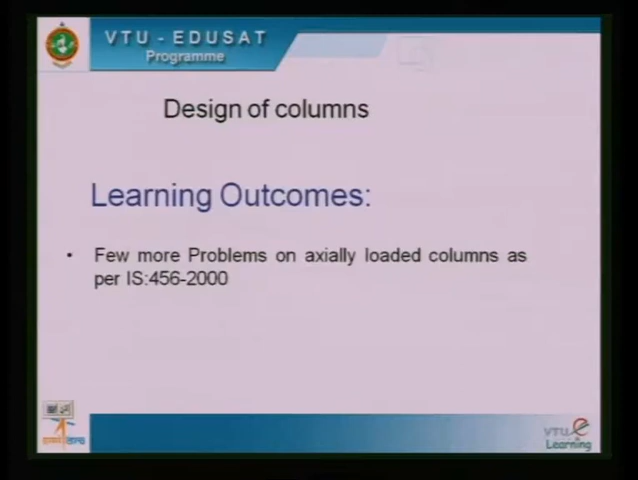 VTU - EDUSAT
Programme
Design of columns
Learning Outcomes:
• Few more Problems on axially loaded columns as
per IS:456-2000
VTU e
Learning